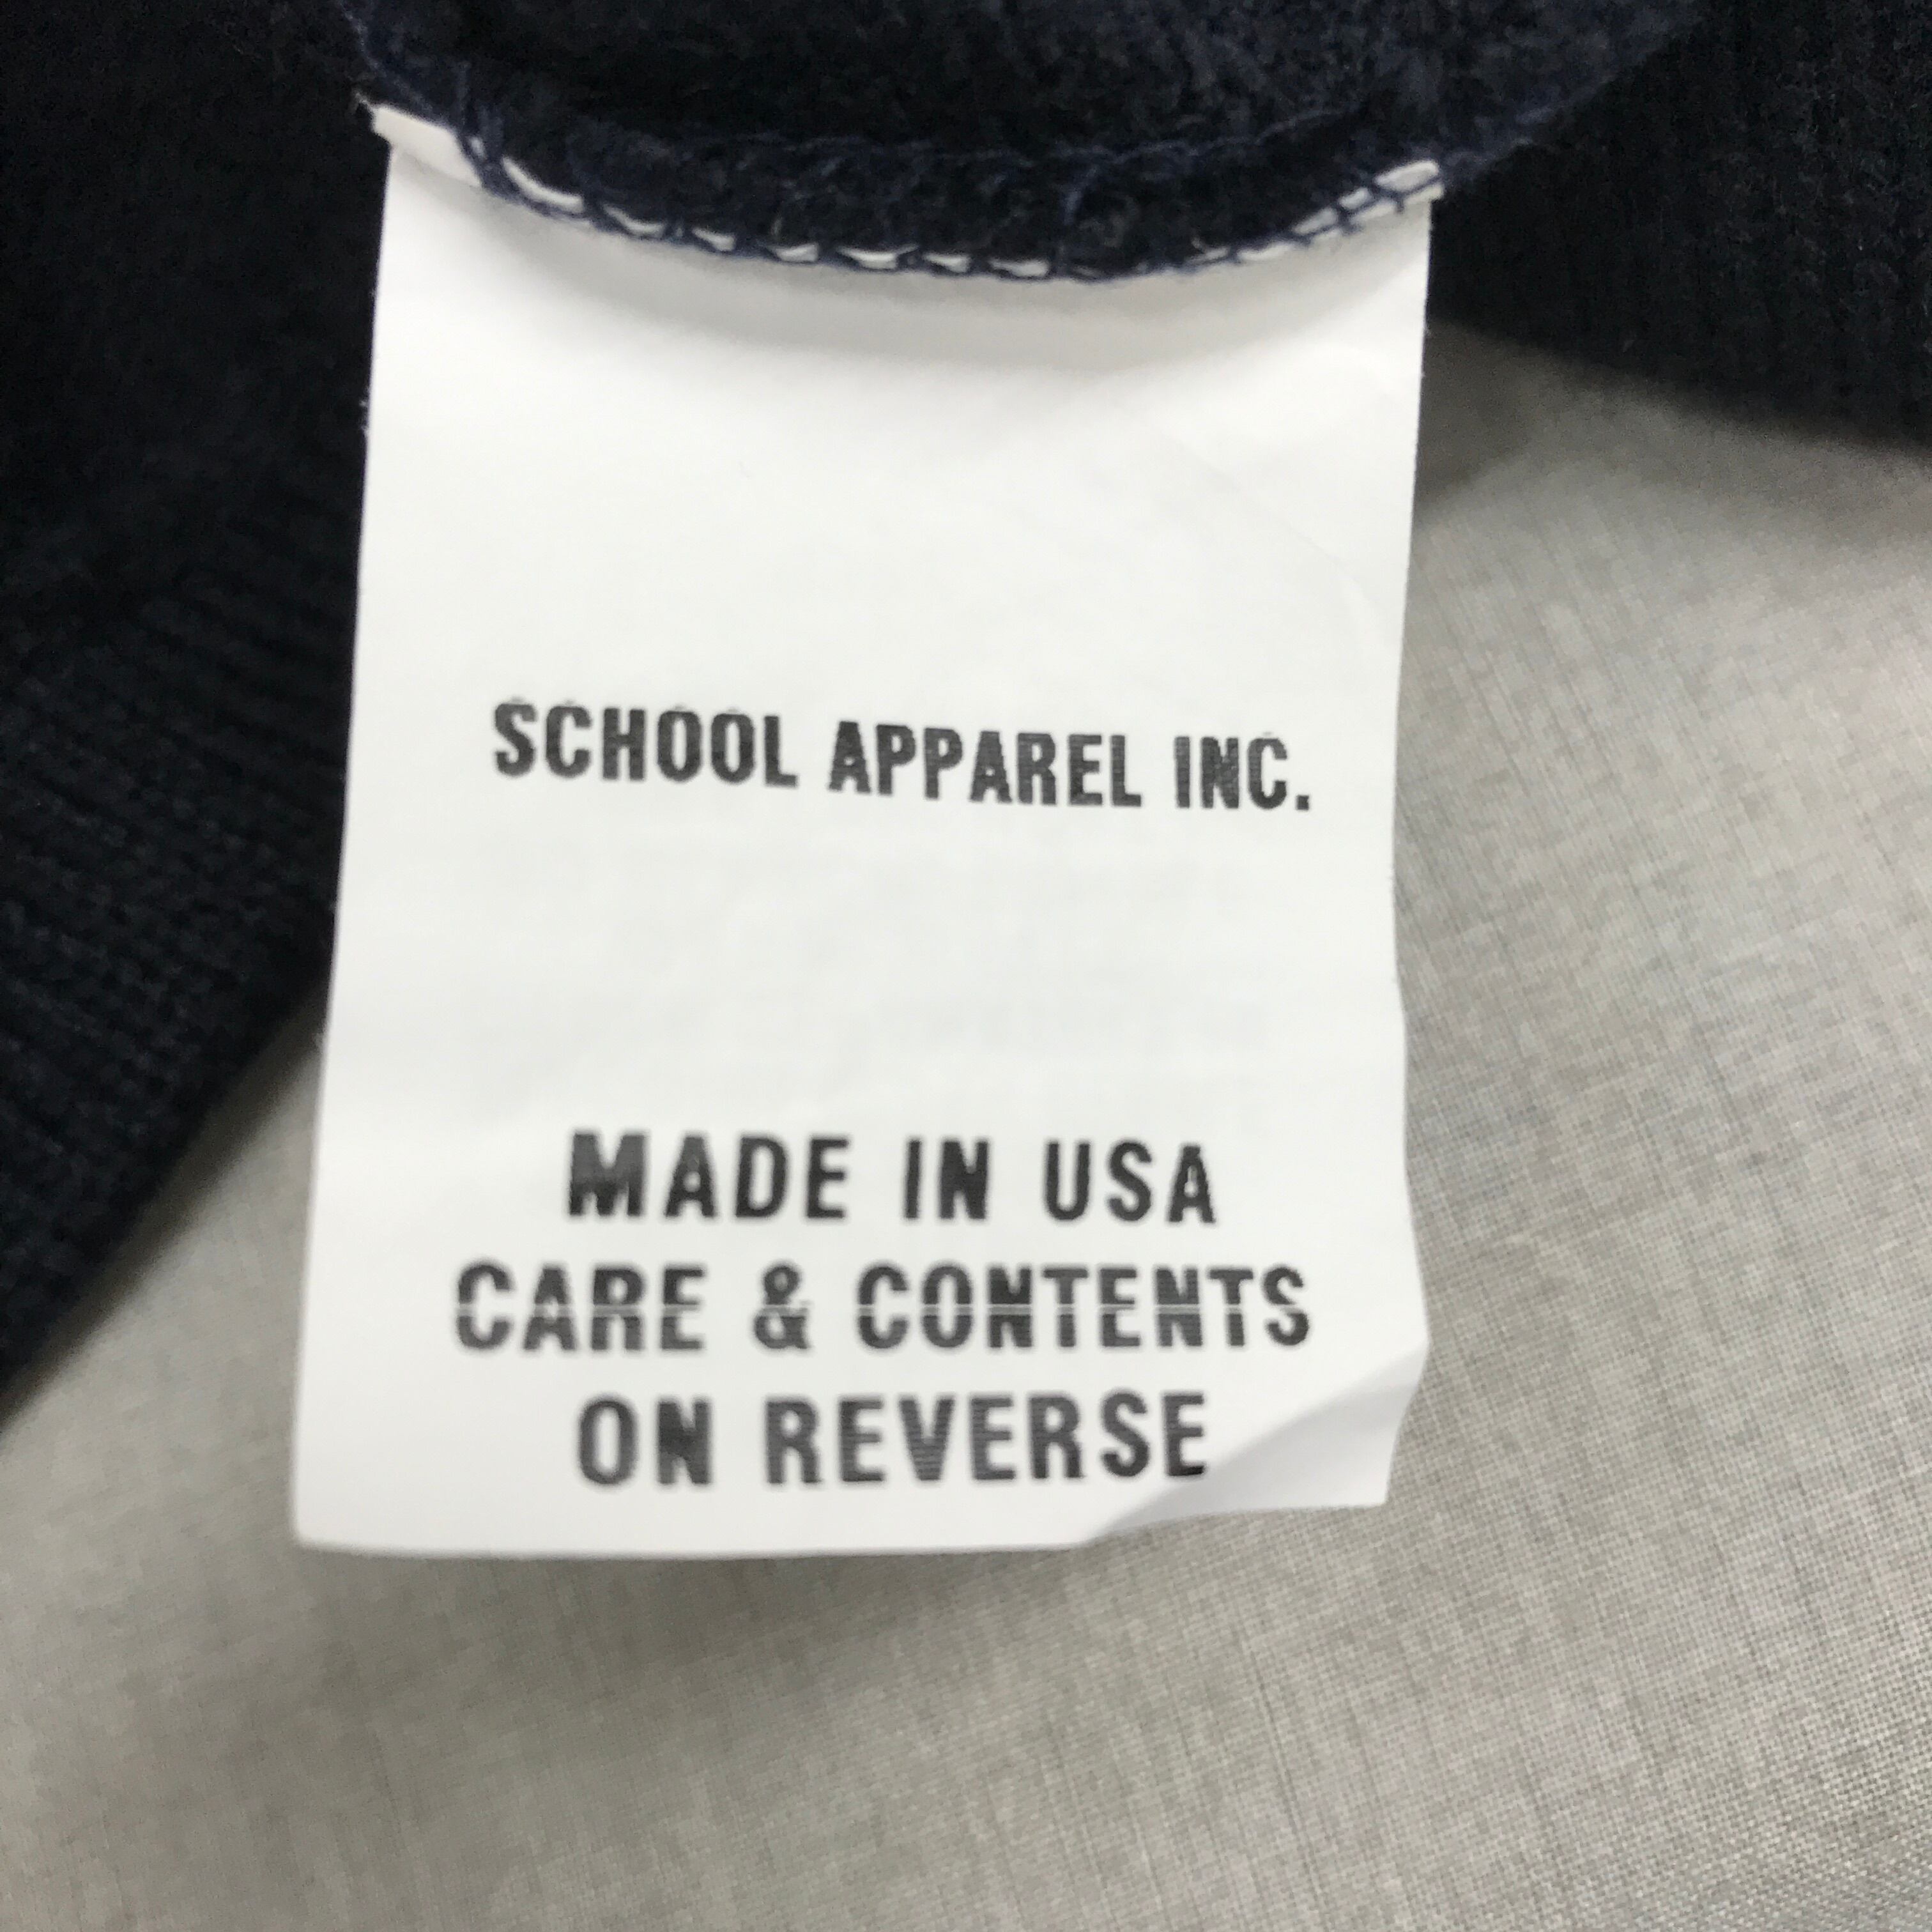 SCHOOL APPAREL INC.
MADE IN USA
CARE & CONTENTS
ON REVERSE